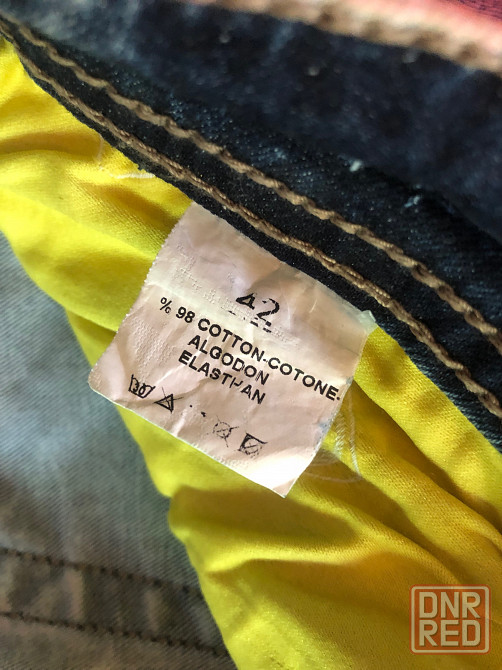 42
% 98 COTTON-COTONE-
ALGODON
ELASTHAN
DNR
RED